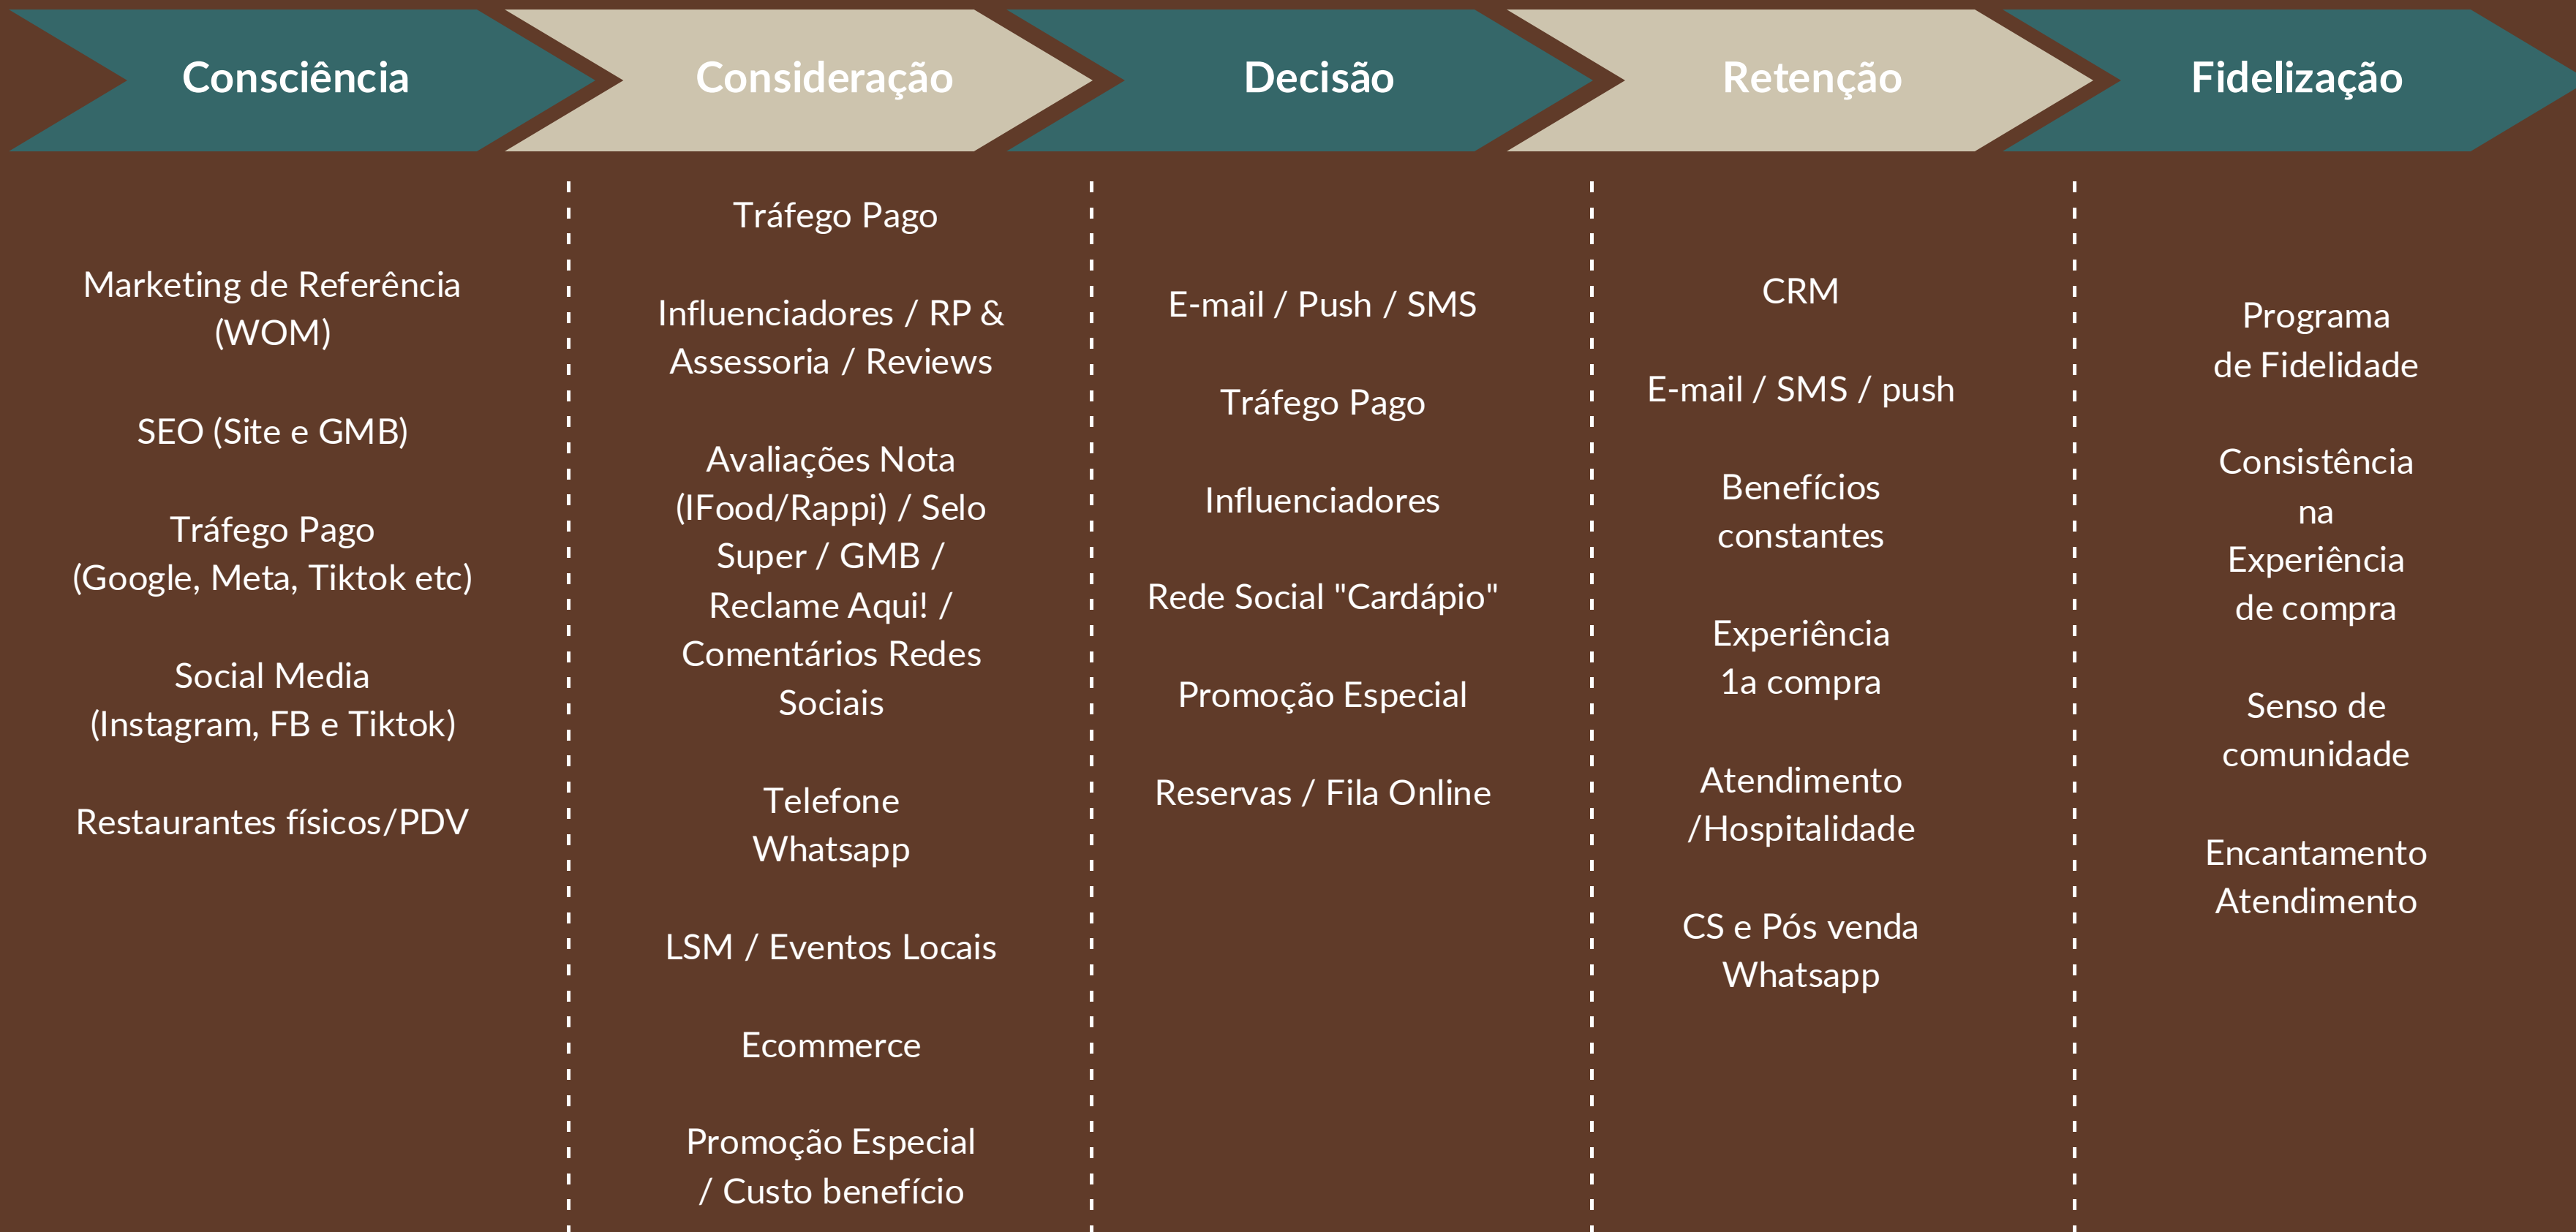 Consciência
Consideração
Decisão
Retenção
Fidelização
Marketing de Referência
(WOM)
SEO (Site e GMB)
Tráfego Pago
(Google, Meta, Tiktok etc)
Social Media
(Instagram, FB e Tiktok)
Restaurantes físicos/PDV
Tráfego Pago
Influenciadores / RP &
Assessoria / Reviews
Avaliações Nota
(IFood/Rappi) / Selo
Super / GMB /
Reclame Aqui! /
Comentários Redes
Sociais
Telefone
Whatsapp
LSM / Eventos Locais
Ecommerce
Promoção Especial
/ Custo benefício
E-mail / Push / SMS
Tráfego Pago
Influenciadores
Rede Social "Cardápio"
Promoção Especial
Reservas / Fila Online
CRM
E-mail / SMS / push
Benefícios
constantes
Experiência
1a compra
Atendimento
/Hospitalidade
CS e Pós venda
Whatsapp
Programa
de Fidelidade
Consistência
na
Experiência
de compra
Senso de
comunidade
Encantamento
Atendimento